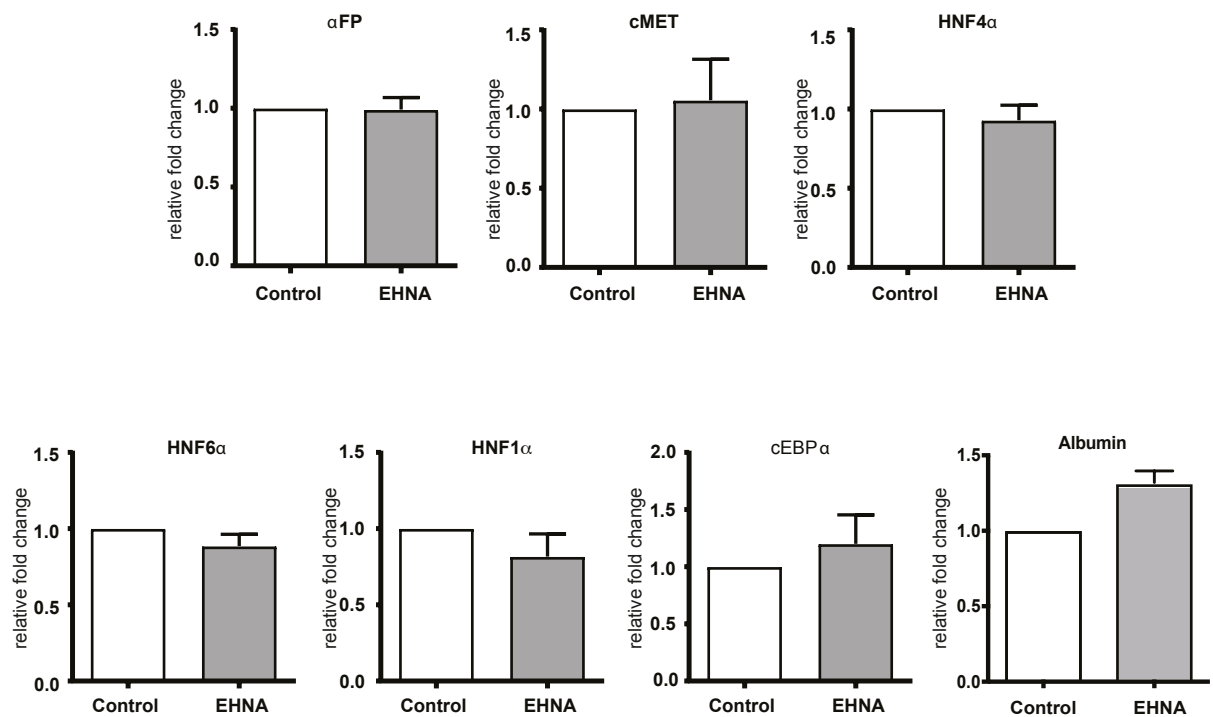 αFP
relative fold change
1.5
1.0
0.5
0.0
Control EHNA
cMET
relative fold change
1.5
1.0
0.5
0.0
Control EHNA
HNF4α
relative fold change
1.5
1.0
0.5
0.0
Control EHNA
HNF6α
relative fold change
1.5
1.0
0.5
0.0
Control EHNA
HNF1α
relative fold change
1.5
1.0
0.5
0.0
Control EHNA
cEBPα
relative fold change
2.0
1.5
1.0
0.5
0.0
Control EHNA
Albumin
relative fold change
1.5
1.0
0.5
0.0
Control EHNA